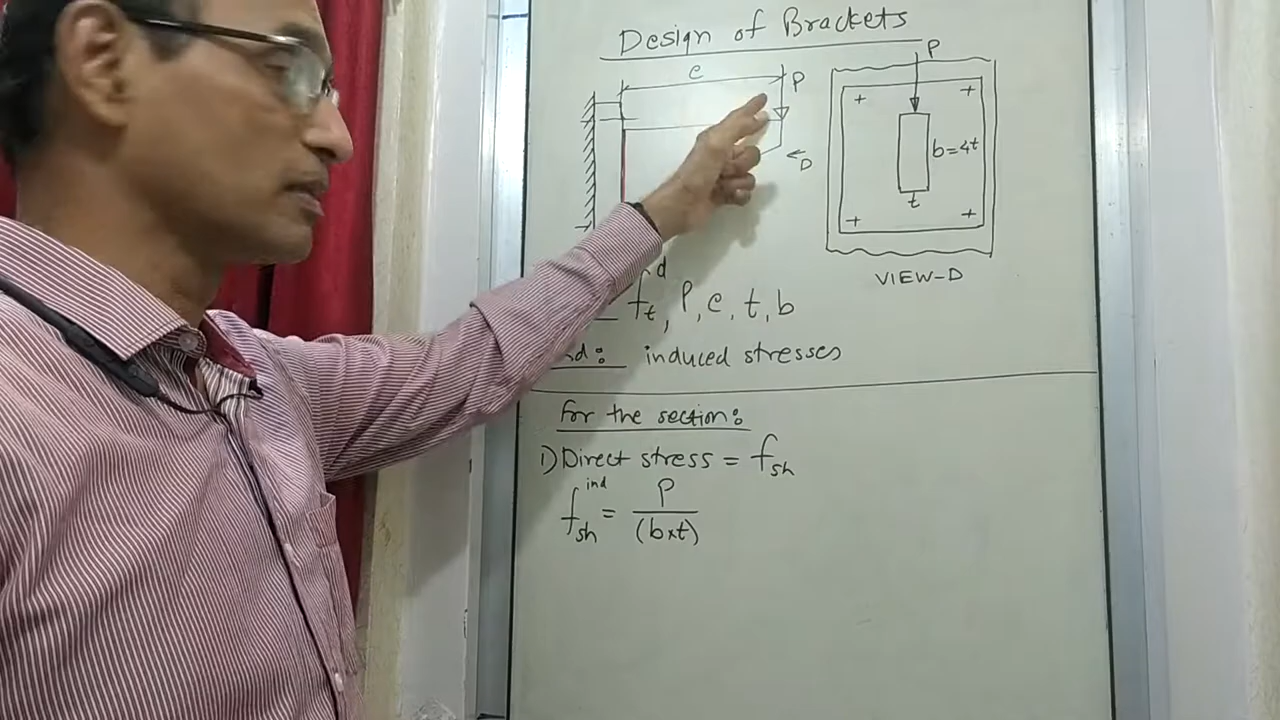 Design of Brackets
e
P
D
P
b=4t
t
VIEW-D
ft, P, e, t, b
induced stresses
For the section:
1) Direct stress = fsh
fsh ind = P / (b×t)